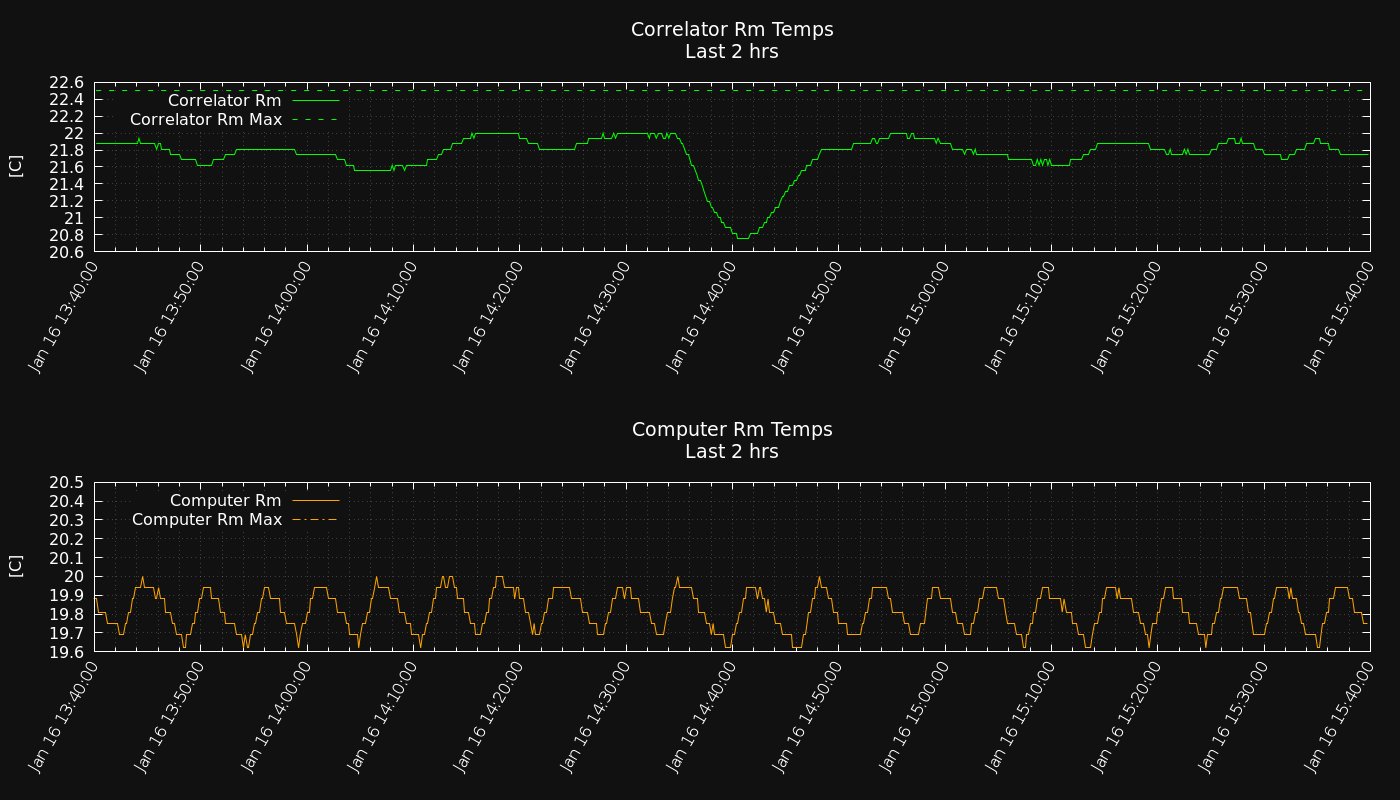 Correlator Rm Temps
Last 2 hrs
[C]
22.6
22.4
22.2
22
21.8
21.6
21.4
21.2
21
20.8
20.6
Correlator Rm
Correlator Rm Max
Jan 16 13:40:00
Jan 16 13:50:00
Jan 16 14:00:00
Jan 16 14:10:00
Jan 16 14:20:00
Jan 16 14:30:00
Jan 16 14:40:00
Jan 16 14:50:00
Jan 16 15:00:00
Jan 16 15:10:00
Jan 16 15:20:00
Jan 16 15:30:00
Jan 16 15:40:00
Computer Rm Temps
Last 2 hrs
[C]
20.5
20.4
20.3
20.2
20.1
20
19.9
19.8
19.7
19.6
Computer Rm
Computer Rm Max
Jan 16 13:40:00
Jan 16 13:50:00
Jan 16 14:00:00
Jan 16 14:10:00
Jan 16 14:20:00
Jan 16 14:30:00
Jan 16 14:40:00
Jan 16 14:50:00
Jan 16 15:00:00
Jan 16 15:10:00
Jan 16 15:20:00
Jan 16 15:30:00
Jan 16 15:40:00